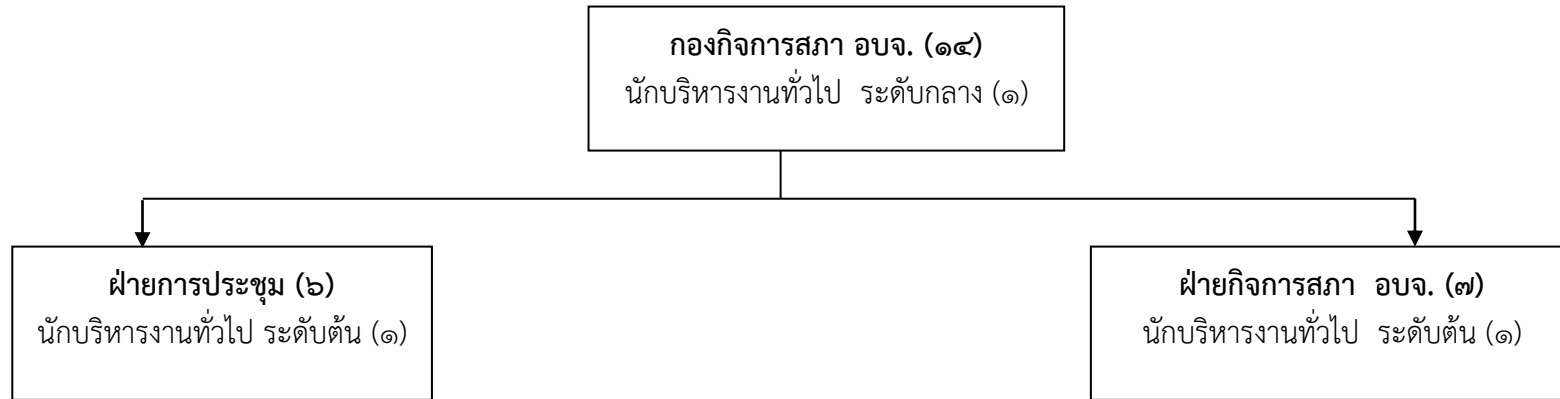 กองกิจการสภา อบจ. (๑๔)
นักบริหารงานทั่วไป ระดับกลาง (๑)
ฝ่ายการประชุม (๖)
นักบริหารงานทั่วไป ระดับต้น (๑)
ฝ่ายกิจการสภา อบจ. (๗)
นักบริหารงานทั่วไป ระดับต้น (๑)